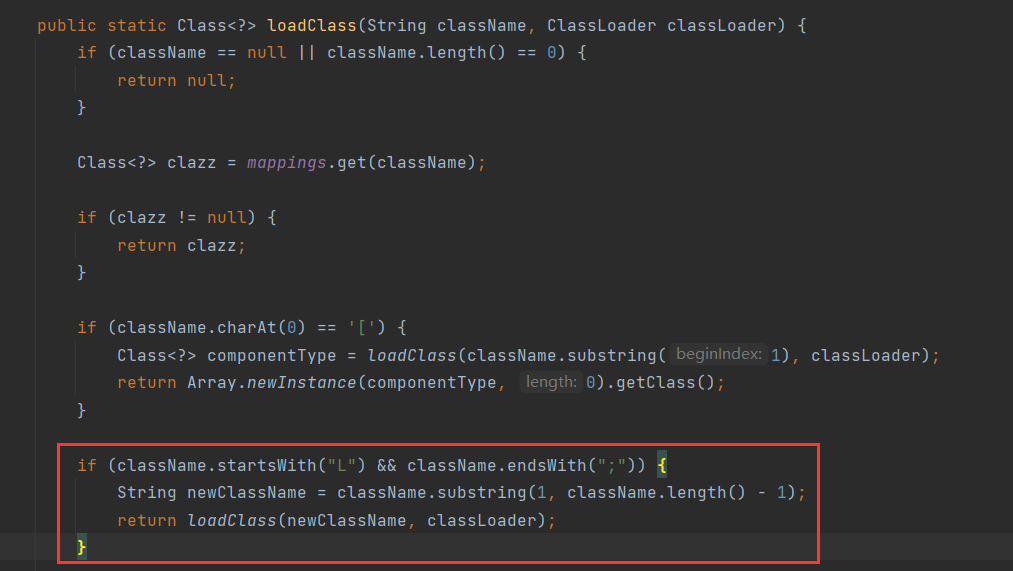 public static Class<?> loadClass(String className, ClassLoader classLoader) {
if (className == null || className.length() == 0) {
return null;
}
Class<?> clazz = mappings.get(className);
if (clazz != null) {
return clazz;
}
if (className.charAt(0) == '[') {
Class<?> componentType = loadClass(className.substring( beginIndex: 1), classLoader);
return Array.newInstance(componentType, length: 0).getClass();
}
if (className.startsWith("L") && className.endsWith(";")) {
String newClassName = className.substring(1, className.length() - 1);
return loadClass(newClassName, classLoader);
}